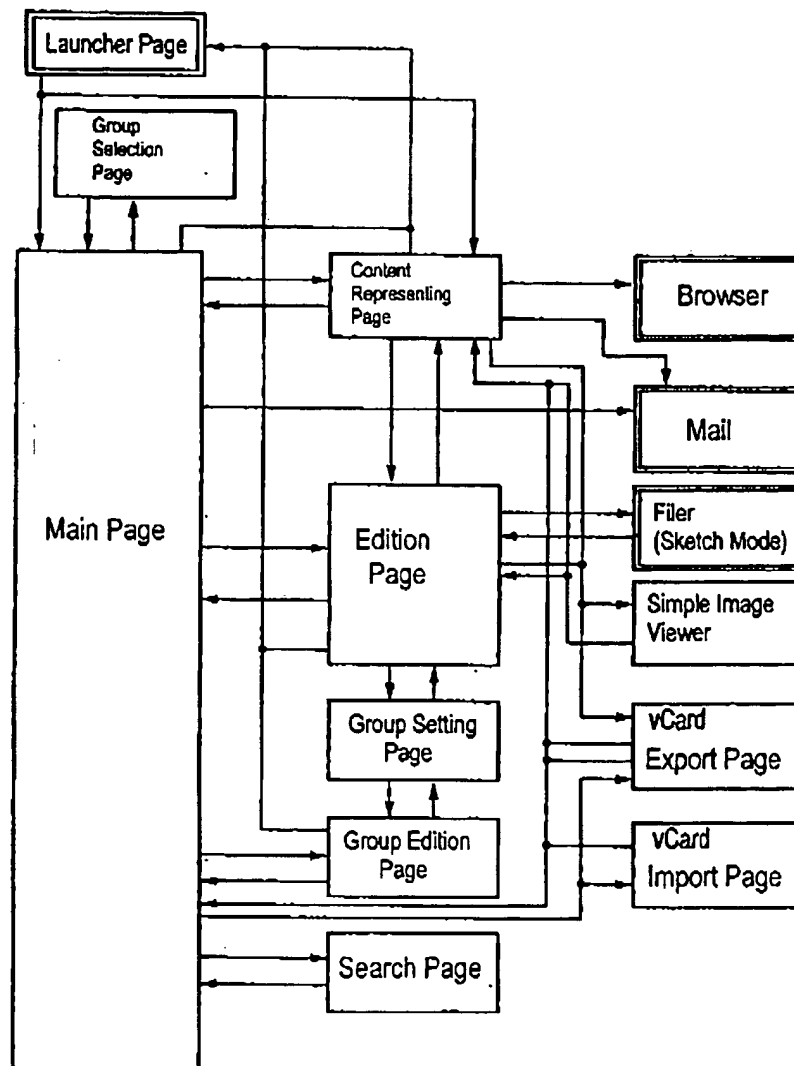 Launcher Page
Group
Selection
Page
Content
Representing
Page
Browser
Mail
Main Page
Edition
Page
Filer
(Sketch Mode)
Simple Image
Viewer
Group Setting
Page
vCard
Export Page
Group Edition
Page
vCard
Import Page
Search Page